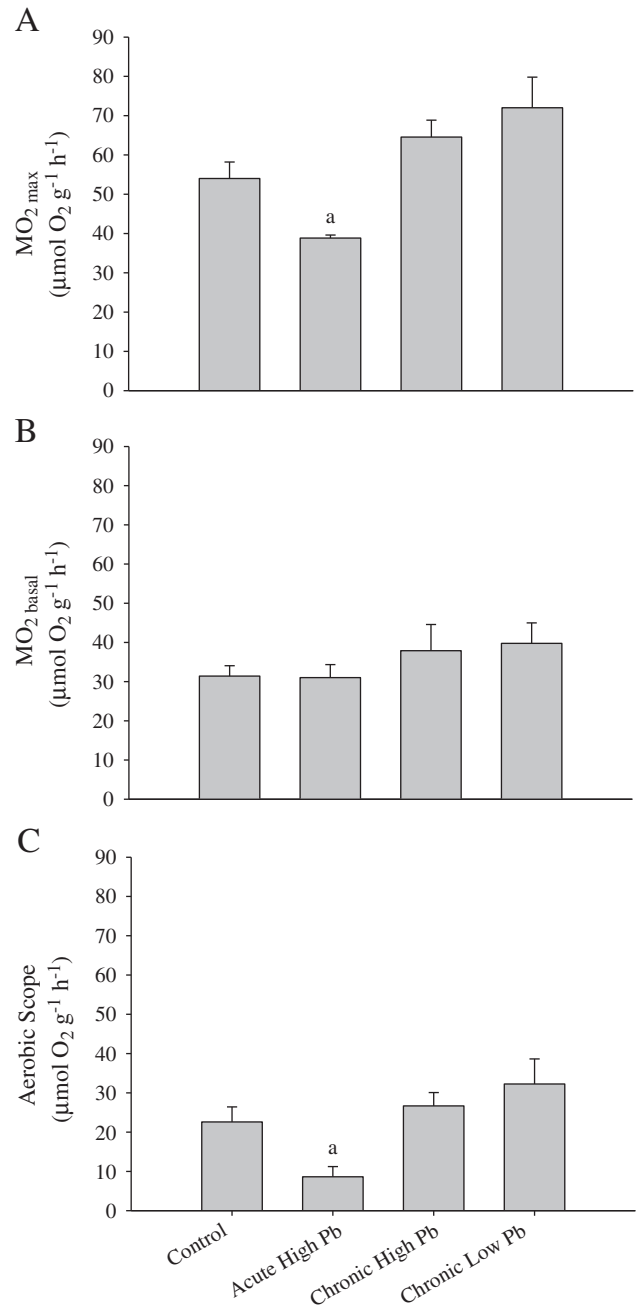 A
90
80
70
60
50
40
30
20
10
0
MO2 max
(µmol O2 g-1 h-1)
a
B
90
80
70
60
50
40
30
20
10
0
MO2 basal
(µmol O2 g-1 h-1)
C
90
80
70
60
50
40
30
20
10
0
Aerobic Scope
(µmol O2 g-1 h-1)
a
Control
Acute High Pb
Chronic High Pb
Chronic Low Pb